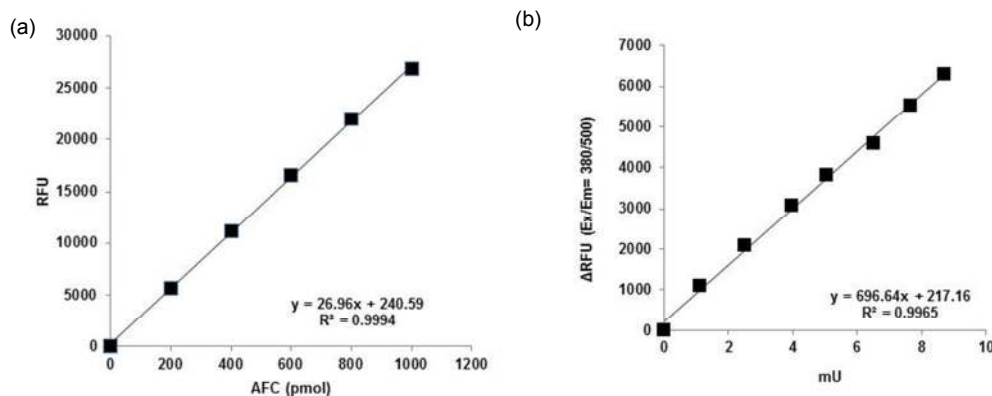 (a)
30000
25000
20000
15000
10000
5000
0
RFU
y = 26.96x + 240.59
R² = 0.9994
0 200 400 600 800 1000 1200
AFC (pmol)
(b)
7000
6000
5000
4000
3000
2000
1000
0
ΔRFU (Ex/Em= 380/500)
y = 696.64x + 217.16
R² = 0.9965
0 2 4 6 8 10
mU